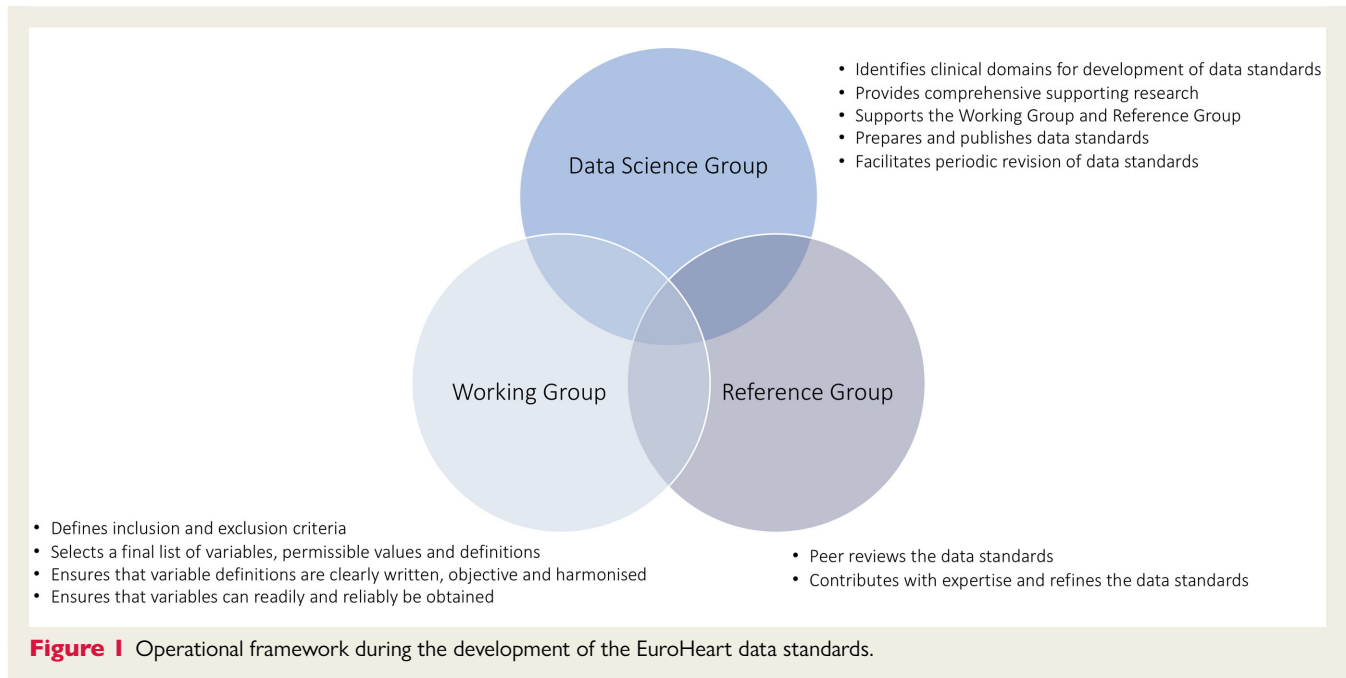 • Identifies clinical domains for development of data standards
• Provides comprehensive supporting research
• Supports the Working Group and Reference Group
• Prepares and publishes data standards
• Facilitates periodic revision of data standards
Data Science Group
Working Group
Reference Group
• Defines inclusion and exclusion criteria
• Selects a final list of variables, permissible values and definitions
• Ensures that variable definitions are clearly written, objective and harmonised
• Ensures that variables can readily and reliably be obtained
• Peer reviews the data standards
• Contributes with expertise and refines the data standards
Figure 1 Operational framework during the development of the EuroHeart data standards.